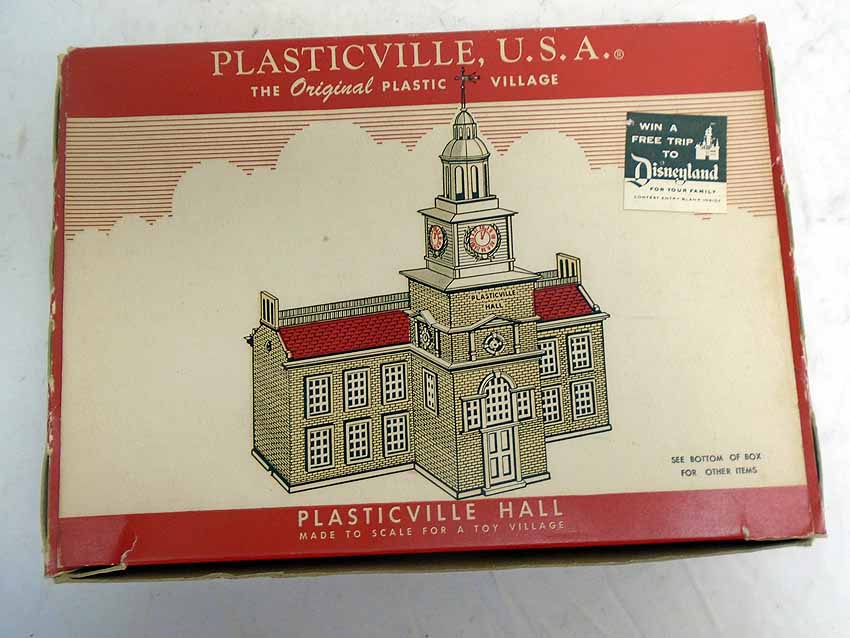 PLASTICVILLE, U.S.A.®
THE Original PLASTIC VILLAGE
WIN A
FREE TRIP
TO
Disneyland
FOR YOUR FAMILY
CONTEST ENTRY BLANK INSIDE
PLASTICVILLE
HALL
SEE BOTTOM OF BOX
FOR OTHER ITEMS
PLASTICVILLE HALL
MADE TO SCALE FOR A TOY VILLAGE